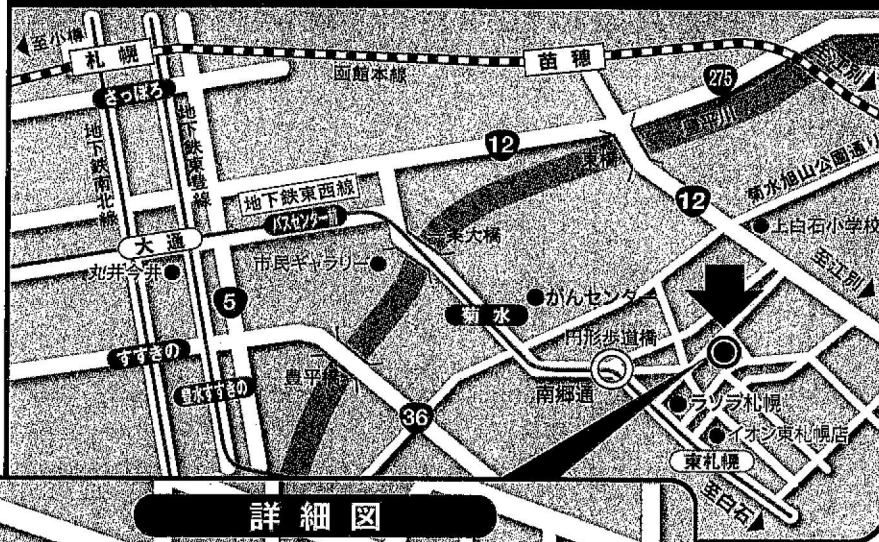 至小樽
札幌
函館本線
苗穂
至江別
275
さっぽろ
地下鉄南北線
地下鉄東豊線
豊平川
12
東橋
菊水旭山公園通り
地下鉄東西線
バスセンター前
12
上白石小学校
大通
一条大橋
丸井今井
市民ギャラリー
至江別
がんセンター
5
菊水
円形歩道橋
すすきの
豊平橋
南郷通
豊水すすきの
36
ラソラ札幌
イオン東札幌店
東札幌
至白石
詳細図